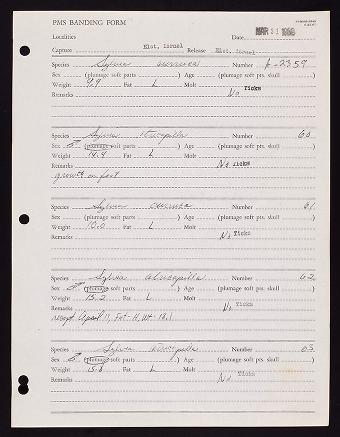 PMS BANDING FORM
Localities Date MAR 31 1968
Capture Elat, Israel Release Elat, Israel
Species Sylvia curruca Number A-2359
Sex (plumage soft parts ) Age (plumage soft pts. skull )
Weight 9.9 Fat L Molt
Remarks No Ticks
Species Sylvia atricapilla Number 60
Sex ♂ (plumage soft parts ) Age (plumage soft pts. skull )
Weight 14.9 Fat L Molt
Remarks No Ticks
growth on foot
Species Sylvia curruca Number 61
Sex (plumage soft parts ) Age (plumage soft pts. skull )
Weight 10.0 Fat L Molt
Remarks No Ticks
Species Sylvia atricapilla Number 62
Sex ♂ (plumage soft parts ) Age (plumage soft pts. skull )
Weight 15.2 Fat L Molt
Remarks No Ticks
recapt April 11, Fat-H, Wt-18.1
Species Sylvia atricapilla Number 63
Sex ♂ (plumage soft parts ) Age (plumage soft pts. skull )
Weight 15.8 Fat L Molt
Remarks No Ticks